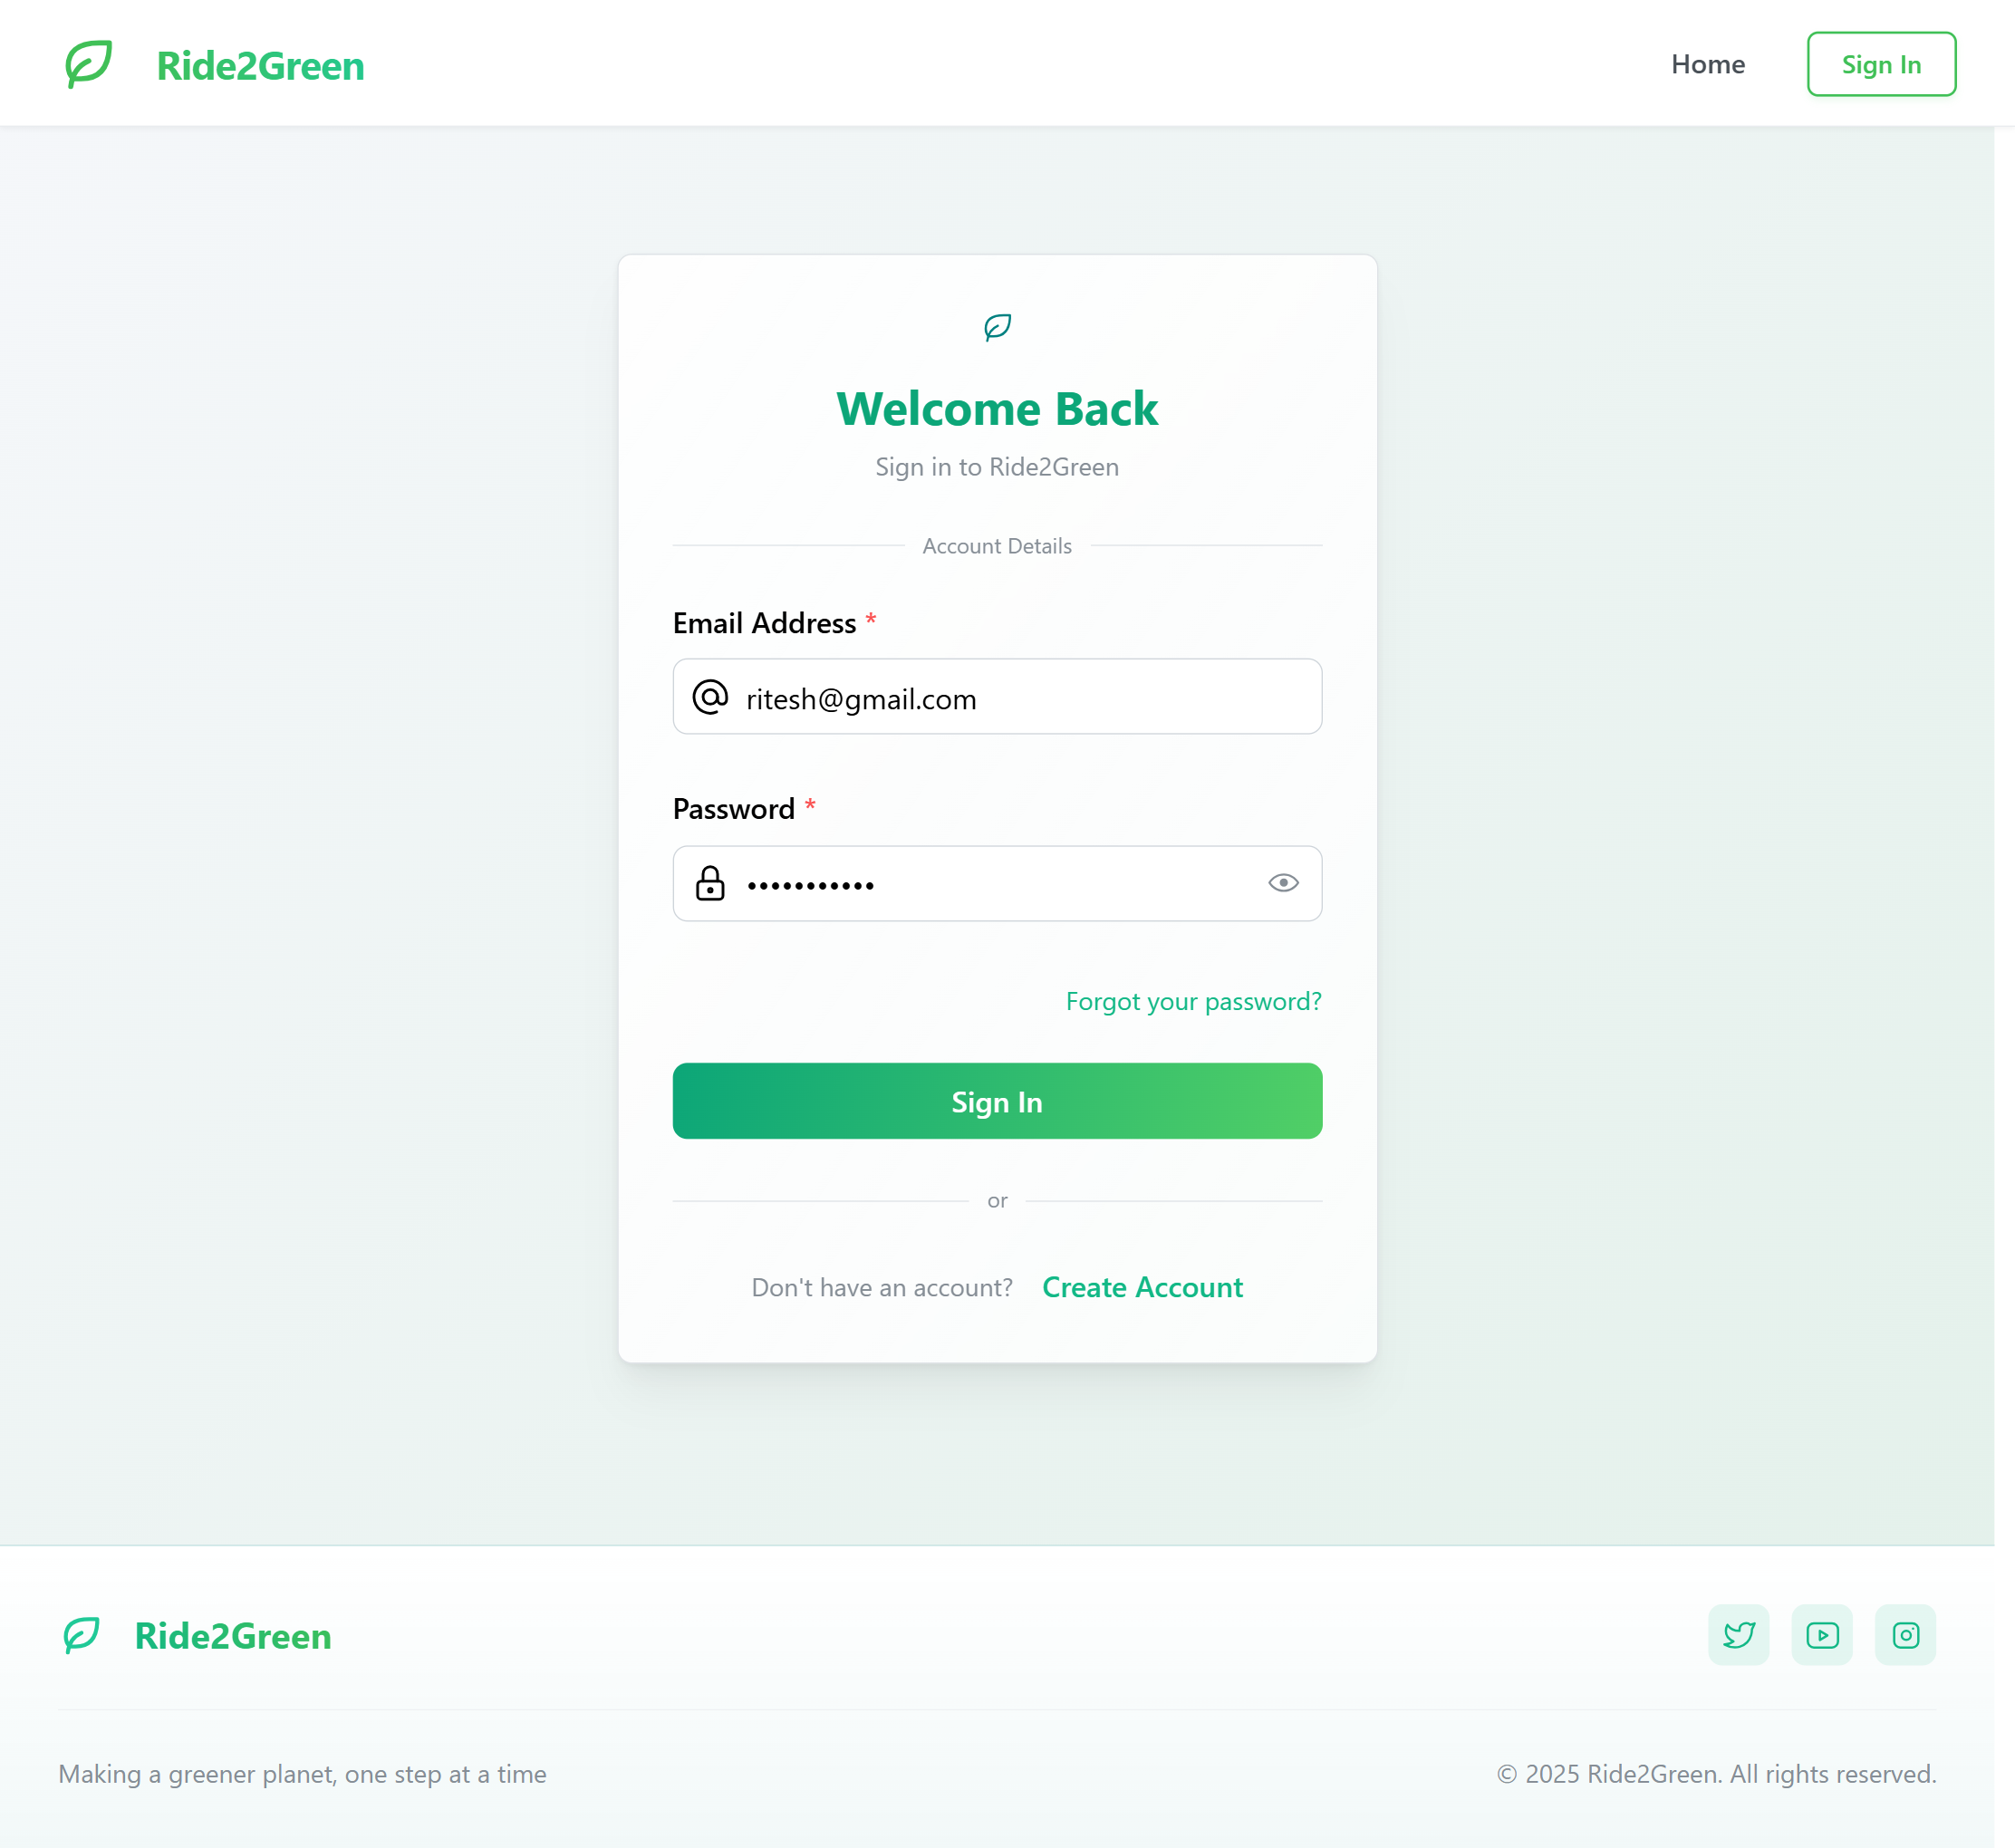 Ride2Green
Home
Sign In
Welcome Back
Sign in to Ride2Green
Account Details
Email Address *
ritesh@gmail.com
Password *
•••••••••••
Forgot your password?
Sign In
or
Don't have an account? Create Account
Ride2Green
Making a greener planet, one step at a time
© 2025 Ride2Green. All rights reserved.